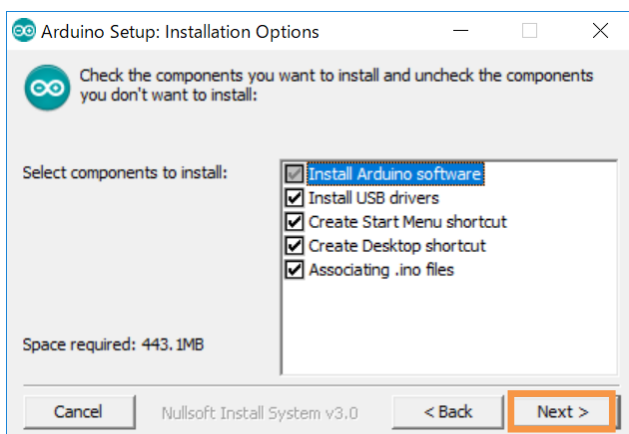 Arduino Setup: Installation Options
Check the components you want to install and uncheck the components
you don't want to install:
Select components to install:
Install Arduino software
Install USB drivers
Create Start Menu shortcut
Create Desktop shortcut
Associating .ino files
Space required: 443.1MB
Cancel
Nullsoft Install System v3.0
< Back
Next >